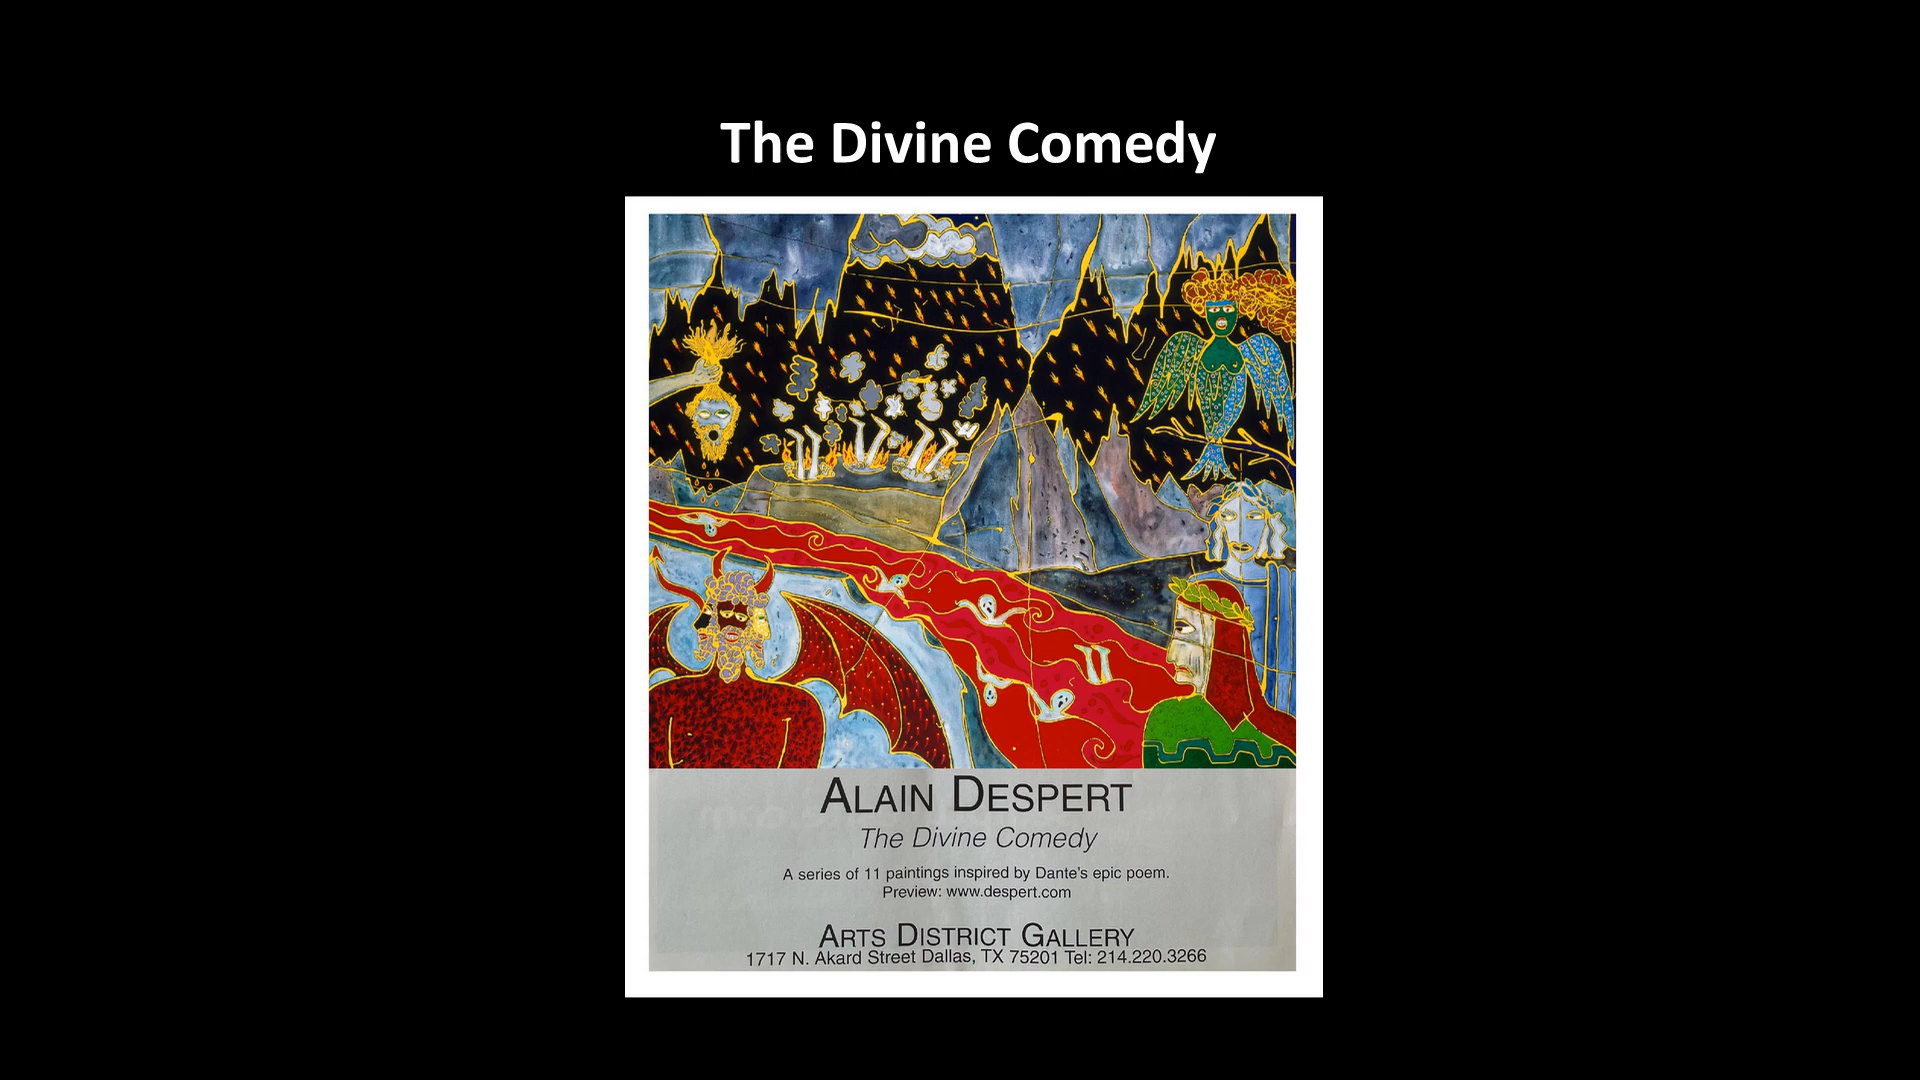 The Divine Comedy
ALAIN DESPERT
The Divine Comedy
A series of 11 paintings inspired by Dante's epic poem.
Preview: www.despert.com
ARTS DISTRICT GALLERY
1717 N. Akard Street Dallas, TX 75201 Tel: 214.220.3266